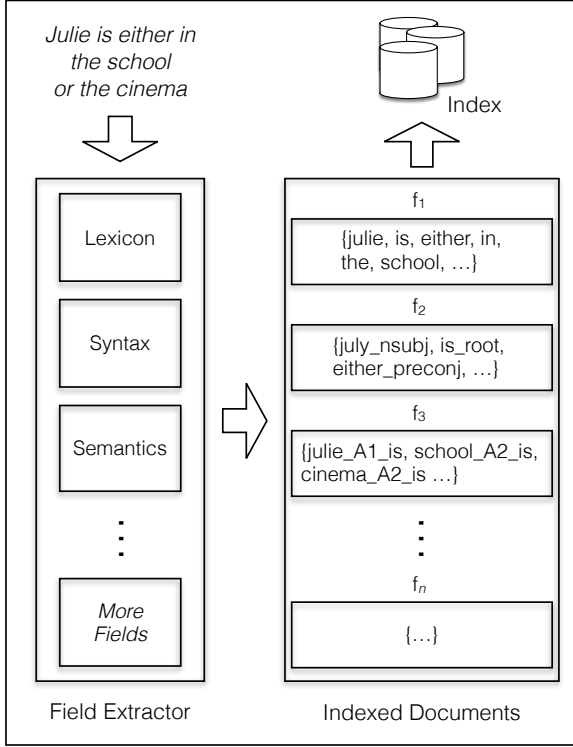 Julie is either in
the school
or the cinema
Index
Lexicon
Syntax
Semantics
More
Fields
Field Extractor
f1
{julie, is, either, in,
the, school, …}
f2
{july_nsubj, is_root,
either_preconj, …}
f3
{julie_A1_is, school_A2_is,
cinema_A2_is …}
fn
{…}
Indexed Documents